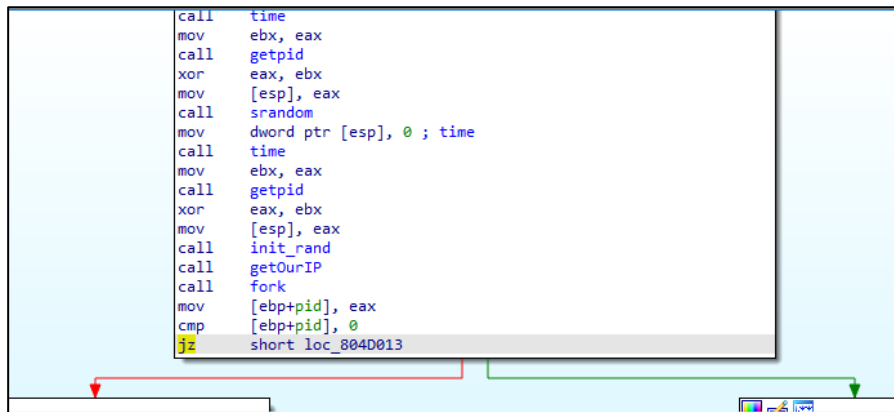 call time
mov ebx, eax
call getpid
xor eax, ebx
mov [esp], eax
call srandom
mov dword ptr [esp], 0 ; time
call time
mov ebx, eax
call getpid
xor eax, ebx
mov [esp], eax
call init_rand
call getOurIP
call fork
mov [ebp+pid], eax
cmp [ebp+pid], 0
jz short loc_804D013